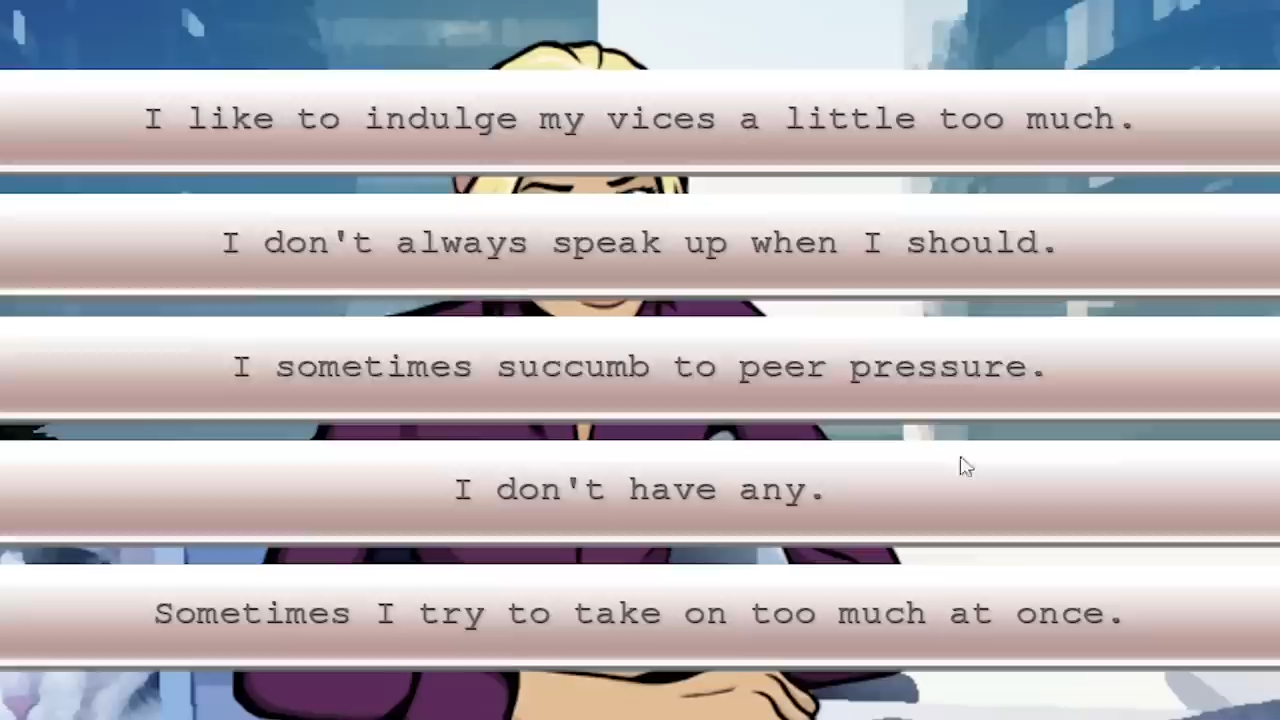 I like to indulge my vices a little too much.
I don't always speak up when I should.
I sometimes succumb to peer pressure.
I don't have any.
Sometimes I try to take on too much at once.